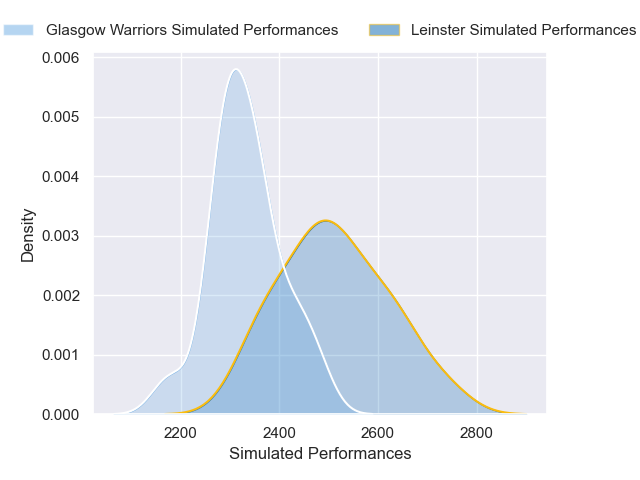 Glasgow Warriors Simulated Performances
Leinster Simulated Performances
0.006
0.005
0.004
0.003
0.002
0.001
0.000
Density
2200
2400
2600
2800
Simulated Performances